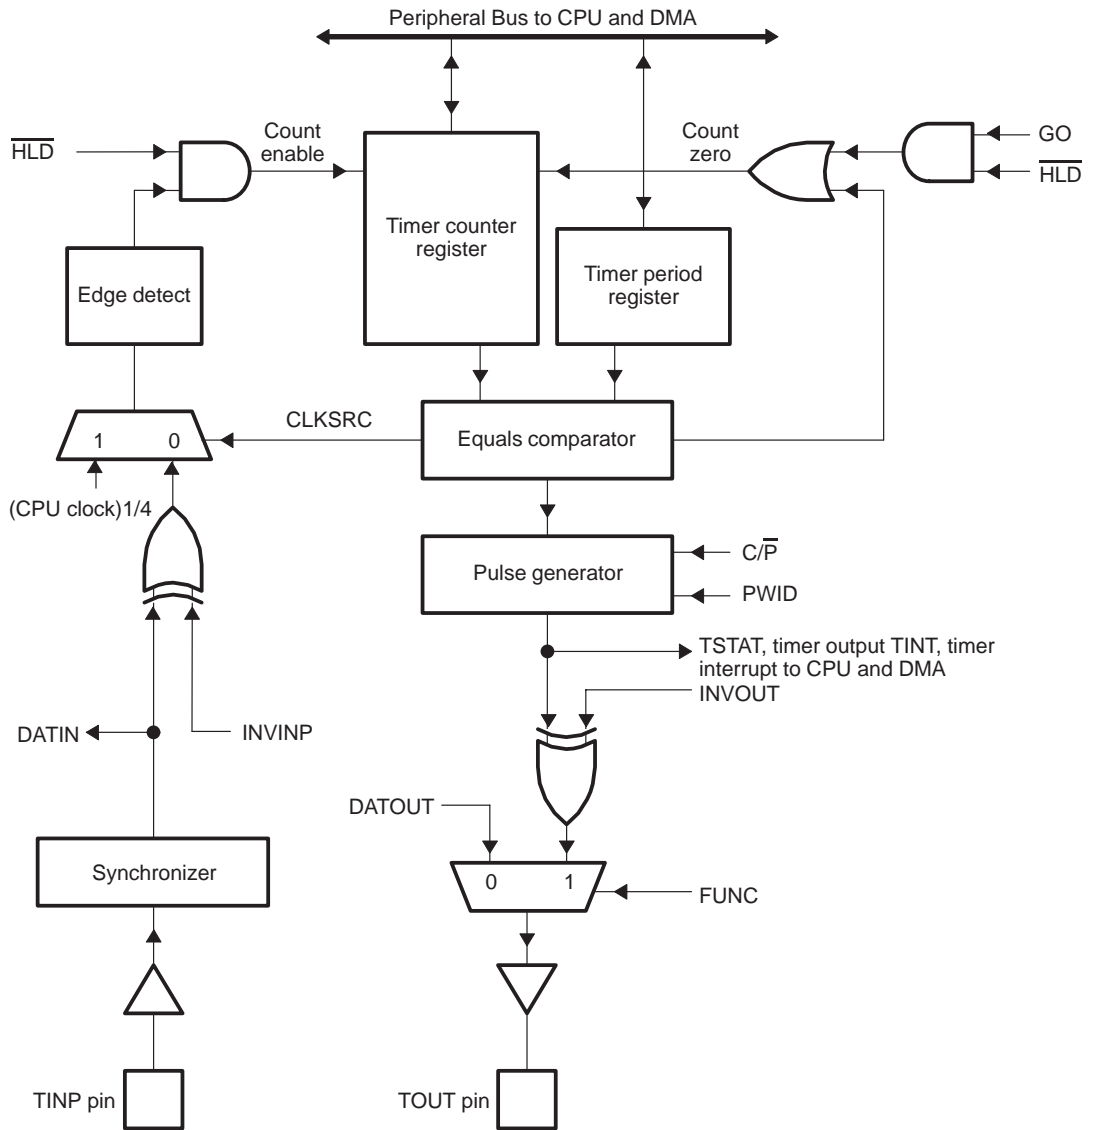 Peripheral Bus to CPU and DMA
H̅L̅D̅
Count
enable
Count
zero
GO
H̅L̅D̅
Timer counter
register
Timer period
register
Edge detect
1 0
CLKSRC
Equals comparator
(CPU clock)1/4
Pulse generator
C/P̅
PWID
TSTAT, timer output TINT, timer
interrupt to CPU and DMA
INVOUT
DATIN
INVINP
DATOUT
Synchronizer
0 1
FUNC
TINP pin
TOUT pin